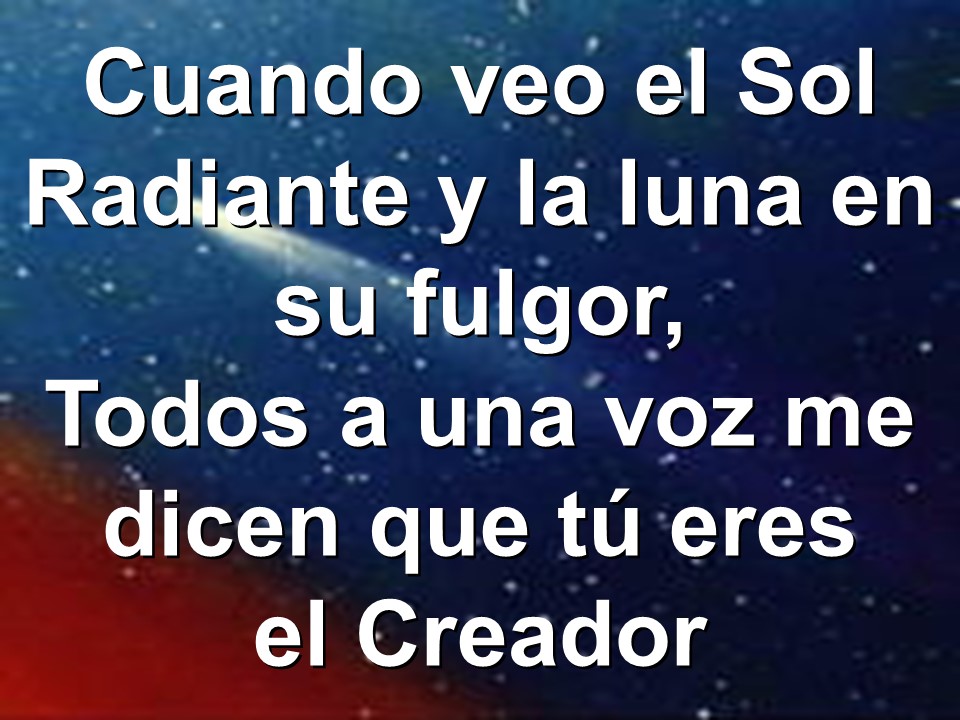 Cuando veo el Sol
Radiante y la luna en
su fulgor,
Todos a una voz me
dicen que tú eres
el Creador